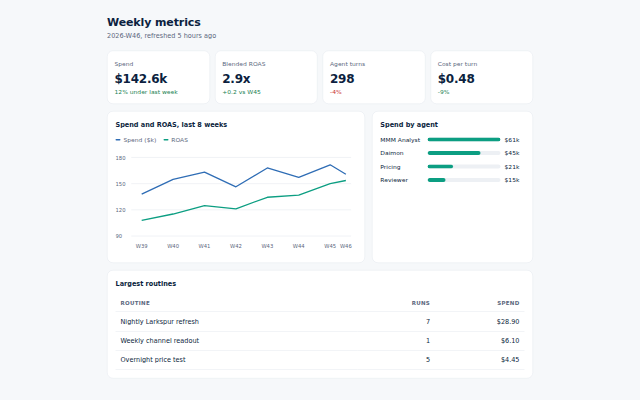 Weekly metrics
2026-W46, refreshed 5 hours ago
Spend
$142.6k
12% under last week
Blended ROAS
2.9x
+0.2 vs W45
Agent turns
298
-4%
Cost per turn
$0.48
-9%
Spend and ROAS, last 8 weeks
Spend ($k) ROAS
180
150
120
90
W39 W40 W41 W42 W43 W44 W45 W46
Spend by agent
MMM Analyst $61k
Daimon $45k
Pricing $21k
Reviewer $15k
Largest routines
ROUTINE RUNS SPEND
Nightly Larkspur refresh 7 $28.90
Weekly channel readout 1 $6.10
Overnight price test 5 $4.45